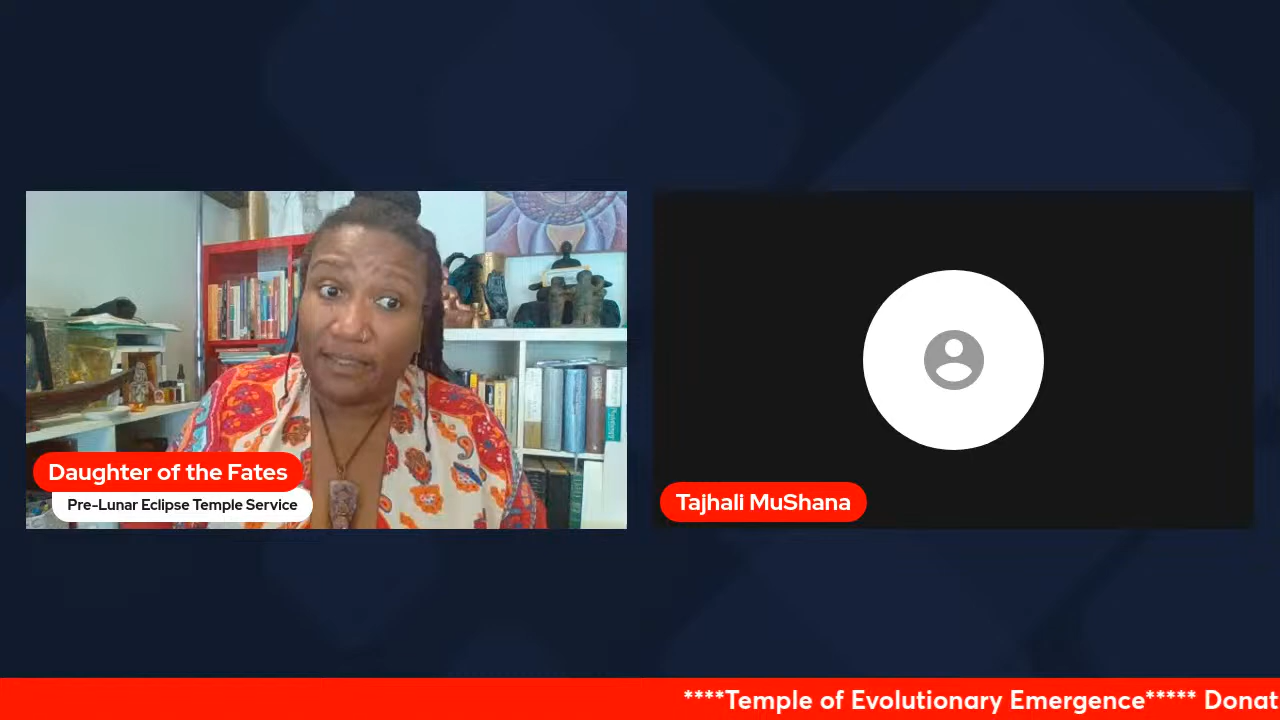 Daughter of the Fates
Pre-Lunar Eclipse Temple Service
Tajhali MuShana
****Temple of Evolutionary Emergence***** Donat